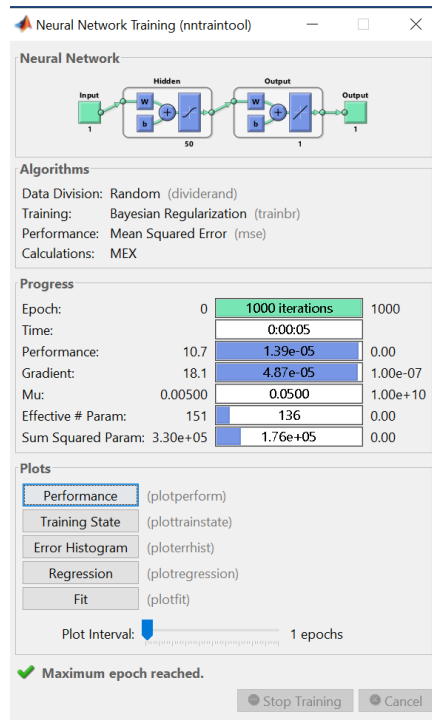 Neural Network Training (nntraintool)
Neural Network
Hidden Output
Input W b + W b + Output
1 50 1 1
Algorithms
Data Division: Random (dividerand)
Training: Bayesian Regularization (trainbr)
Performance: Mean Squared Error (mse)
Calculations: MEX
Progress
Epoch: 0 1000 iterations 1000
Time: 0:00:05
Performance: 10.7 1.39e-05 0.00
Gradient: 18.1 4.87e-05 1.00e-07
Mu: 0.00500 0.0500 1.00e+10
Effective # Param: 151 136 0.00
Sum Squared Param: 3.30e+05 1.76e+05 0.00
Plots
Performance (plotperform)
Training State (plottrainstate)
Error Histogram (ploterrhist)
Regression (plotregression)
Fit (plotfit)
Plot Interval: 1 epochs
Maximum epoch reached.
Stop Training Cancel